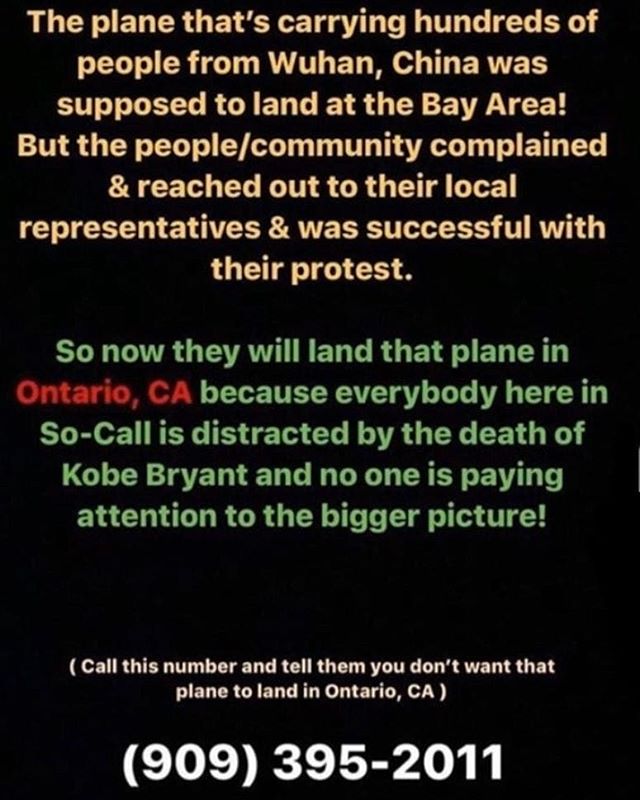 The plane that's carrying hundreds of
people from Wuhan, China was
supposed to land at the Bay Area!
But the people/community complained
& reached out to their local
representatives & was successful with
their protest.
So now they will land that plane in
Ontario, CA because everybody here in
So-Call is distracted by the death of
Kobe Bryant and no one is paying
attention to the bigger picture!
( Call this number and tell them you don't want that
plane to land in Ontario, CA )
(909) 395-2011